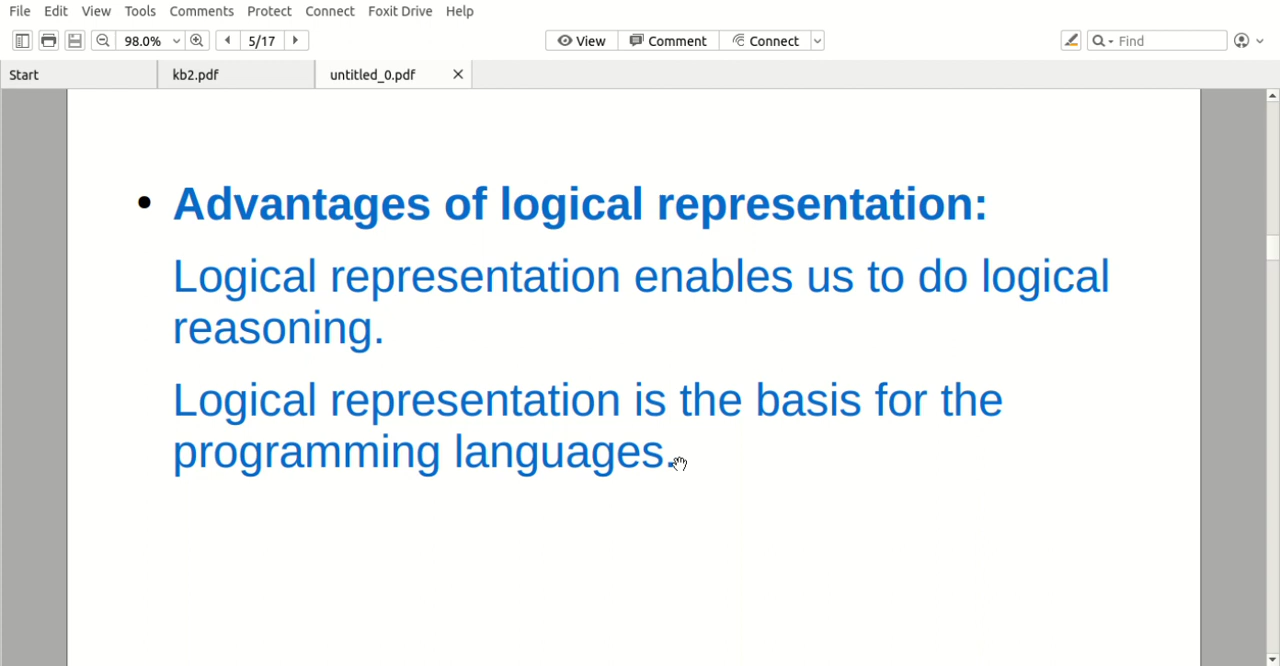 File Edit View Tools Comments Protect Connect Foxit Drive Help
98.0% 5/17 View Comment Connect Find
Start kb2.pdf untitled_0.pdf
• Advantages of logical representation:
Logical representation enables us to do logical
reasoning.
Logical representation is the basis for the
programming languages.